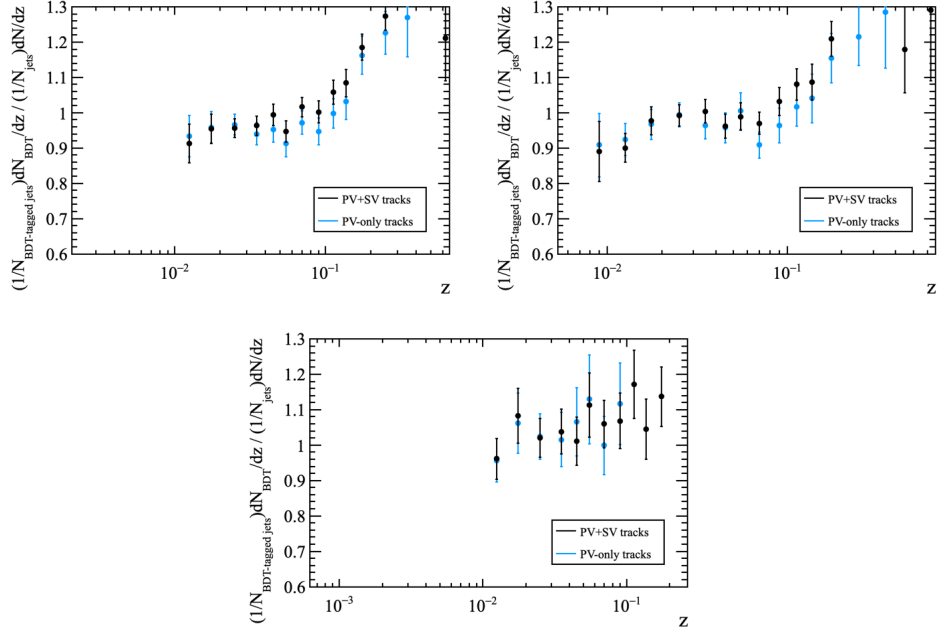 (1/N_BDT-tagged jets)dN_BDT/dz / (1/N_jets)dN/dz
1.3
1.2
1.1
1
0.9
0.8
0.7
0.6
PV+SV tracks
PV-only tracks
10^−2
10^−1
z
(1/N_BDT-tagged jets)dN_BDT/dz / (1/N_jets)dN/dz
1.3
1.2
1.1
1
0.9
0.8
0.7
0.6
PV+SV tracks
PV-only tracks
10^−2
10^−1
z
(1/N_BDT-tagged jets)dN_BDT/dz / (1/N_jets)dN/dz
1.3
1.2
1.1
1
0.9
0.8
0.7
0.6
PV+SV tracks
PV-only tracks
10^−3
10^−2
10^−1
z